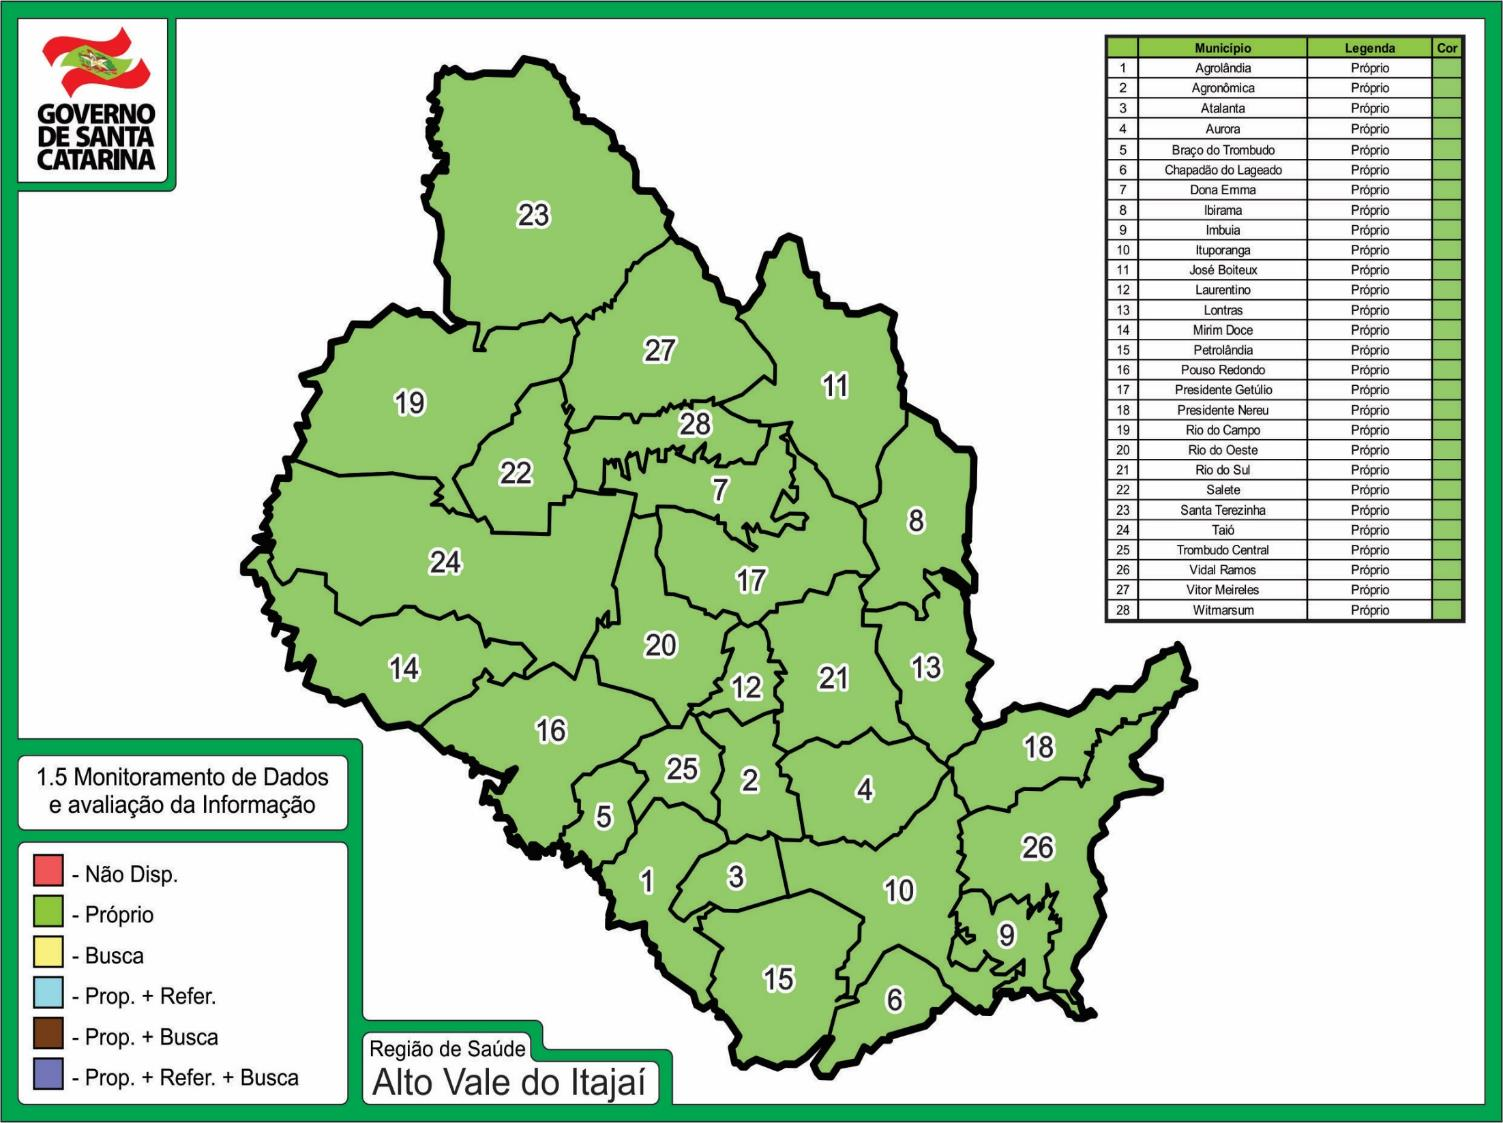 GOVERNO
DE SANTA
CATARINA
Município Legenda Cor
1 Agrolândia Próprio
2 Agronômica Próprio
3 Atalanta Próprio
4 Aurora Próprio
5 Braço do Trombudo Próprio
6 Chapadão do Lageado Próprio
7 Dona Emma Próprio
8 Ibirama Próprio
9 Imbuia Próprio
10 Ituporanga Próprio
11 José Boiteux Próprio
12 Laurentino Próprio
13 Lontras Próprio
14 Mirim Doce Próprio
15 Petrolândia Próprio
16 Pouso Redondo Próprio
17 Presidente Getúlio Próprio
18 Presidente Nereu Próprio
19 Rio do Campo Próprio
20 Rio do Oeste Próprio
21 Rio do Sul Próprio
22 Salete Próprio
23 Santa Terezinha Próprio
24 Taió Próprio
25 Trombudo Central Próprio
26 Vidal Ramos Próprio
27 Vitor Meireles Próprio
28 Witmarsum Próprio
23
27
11
19
28
22
7
8
24
17
20
14
12
21
13
16
18
25
2
4
5
26
1
3
10
9
15
6
1.5 Monitoramento de Dados
e avaliação da Informação
- Não Disp.
- Próprio
- Busca
- Prop. + Refer.
- Prop. + Busca
- Prop. + Refer. + Busca
Região de Saúde
Alto Vale do Itajaí